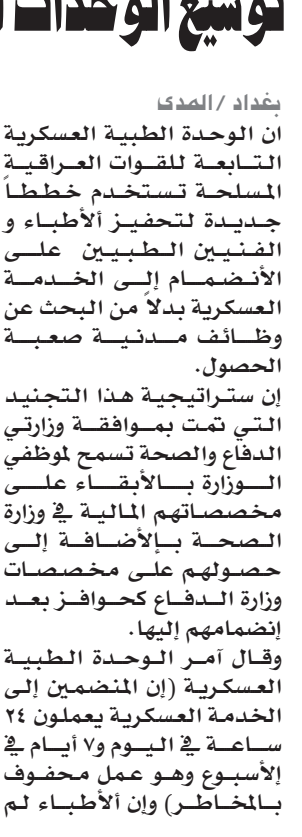 توسيع الوحدات
بغداد / المدى
ان الوحدة الطبية العسكرية
التابعة للقوات العراقية
المسلحة تستخدم خططاً
جديدة لتحفيز ألأطباء و
الفنيين الطبيين على
الأنضمام إلى الخدمة
العسكرية بدلاً من البحث عن
وظائف مدنية صعبة
الحصول.
إن ستراتيجية هذا التجنيد
التي تمت بموافقة وزارتي
الدفاع والصحة تسمح لموظفي
الوزارة بالأبقاء على
مخصصاتهم المالية في وزارة
الصحة بإلأضافة إلى
حصولهم على مخصصات
وزارة الدفاع كحوافز بعد
إنضمامهم إليها.
وقال آمر الوحدة الطبية
العسكرية (إن المنضمين إلى
الخدمة العسكرية يعملون ٢٤
ساعة في اليوم و٧ أيام في
إلأسبوع وهو عمل محفوف
بالمخاطر) وإن ألأطباء لم